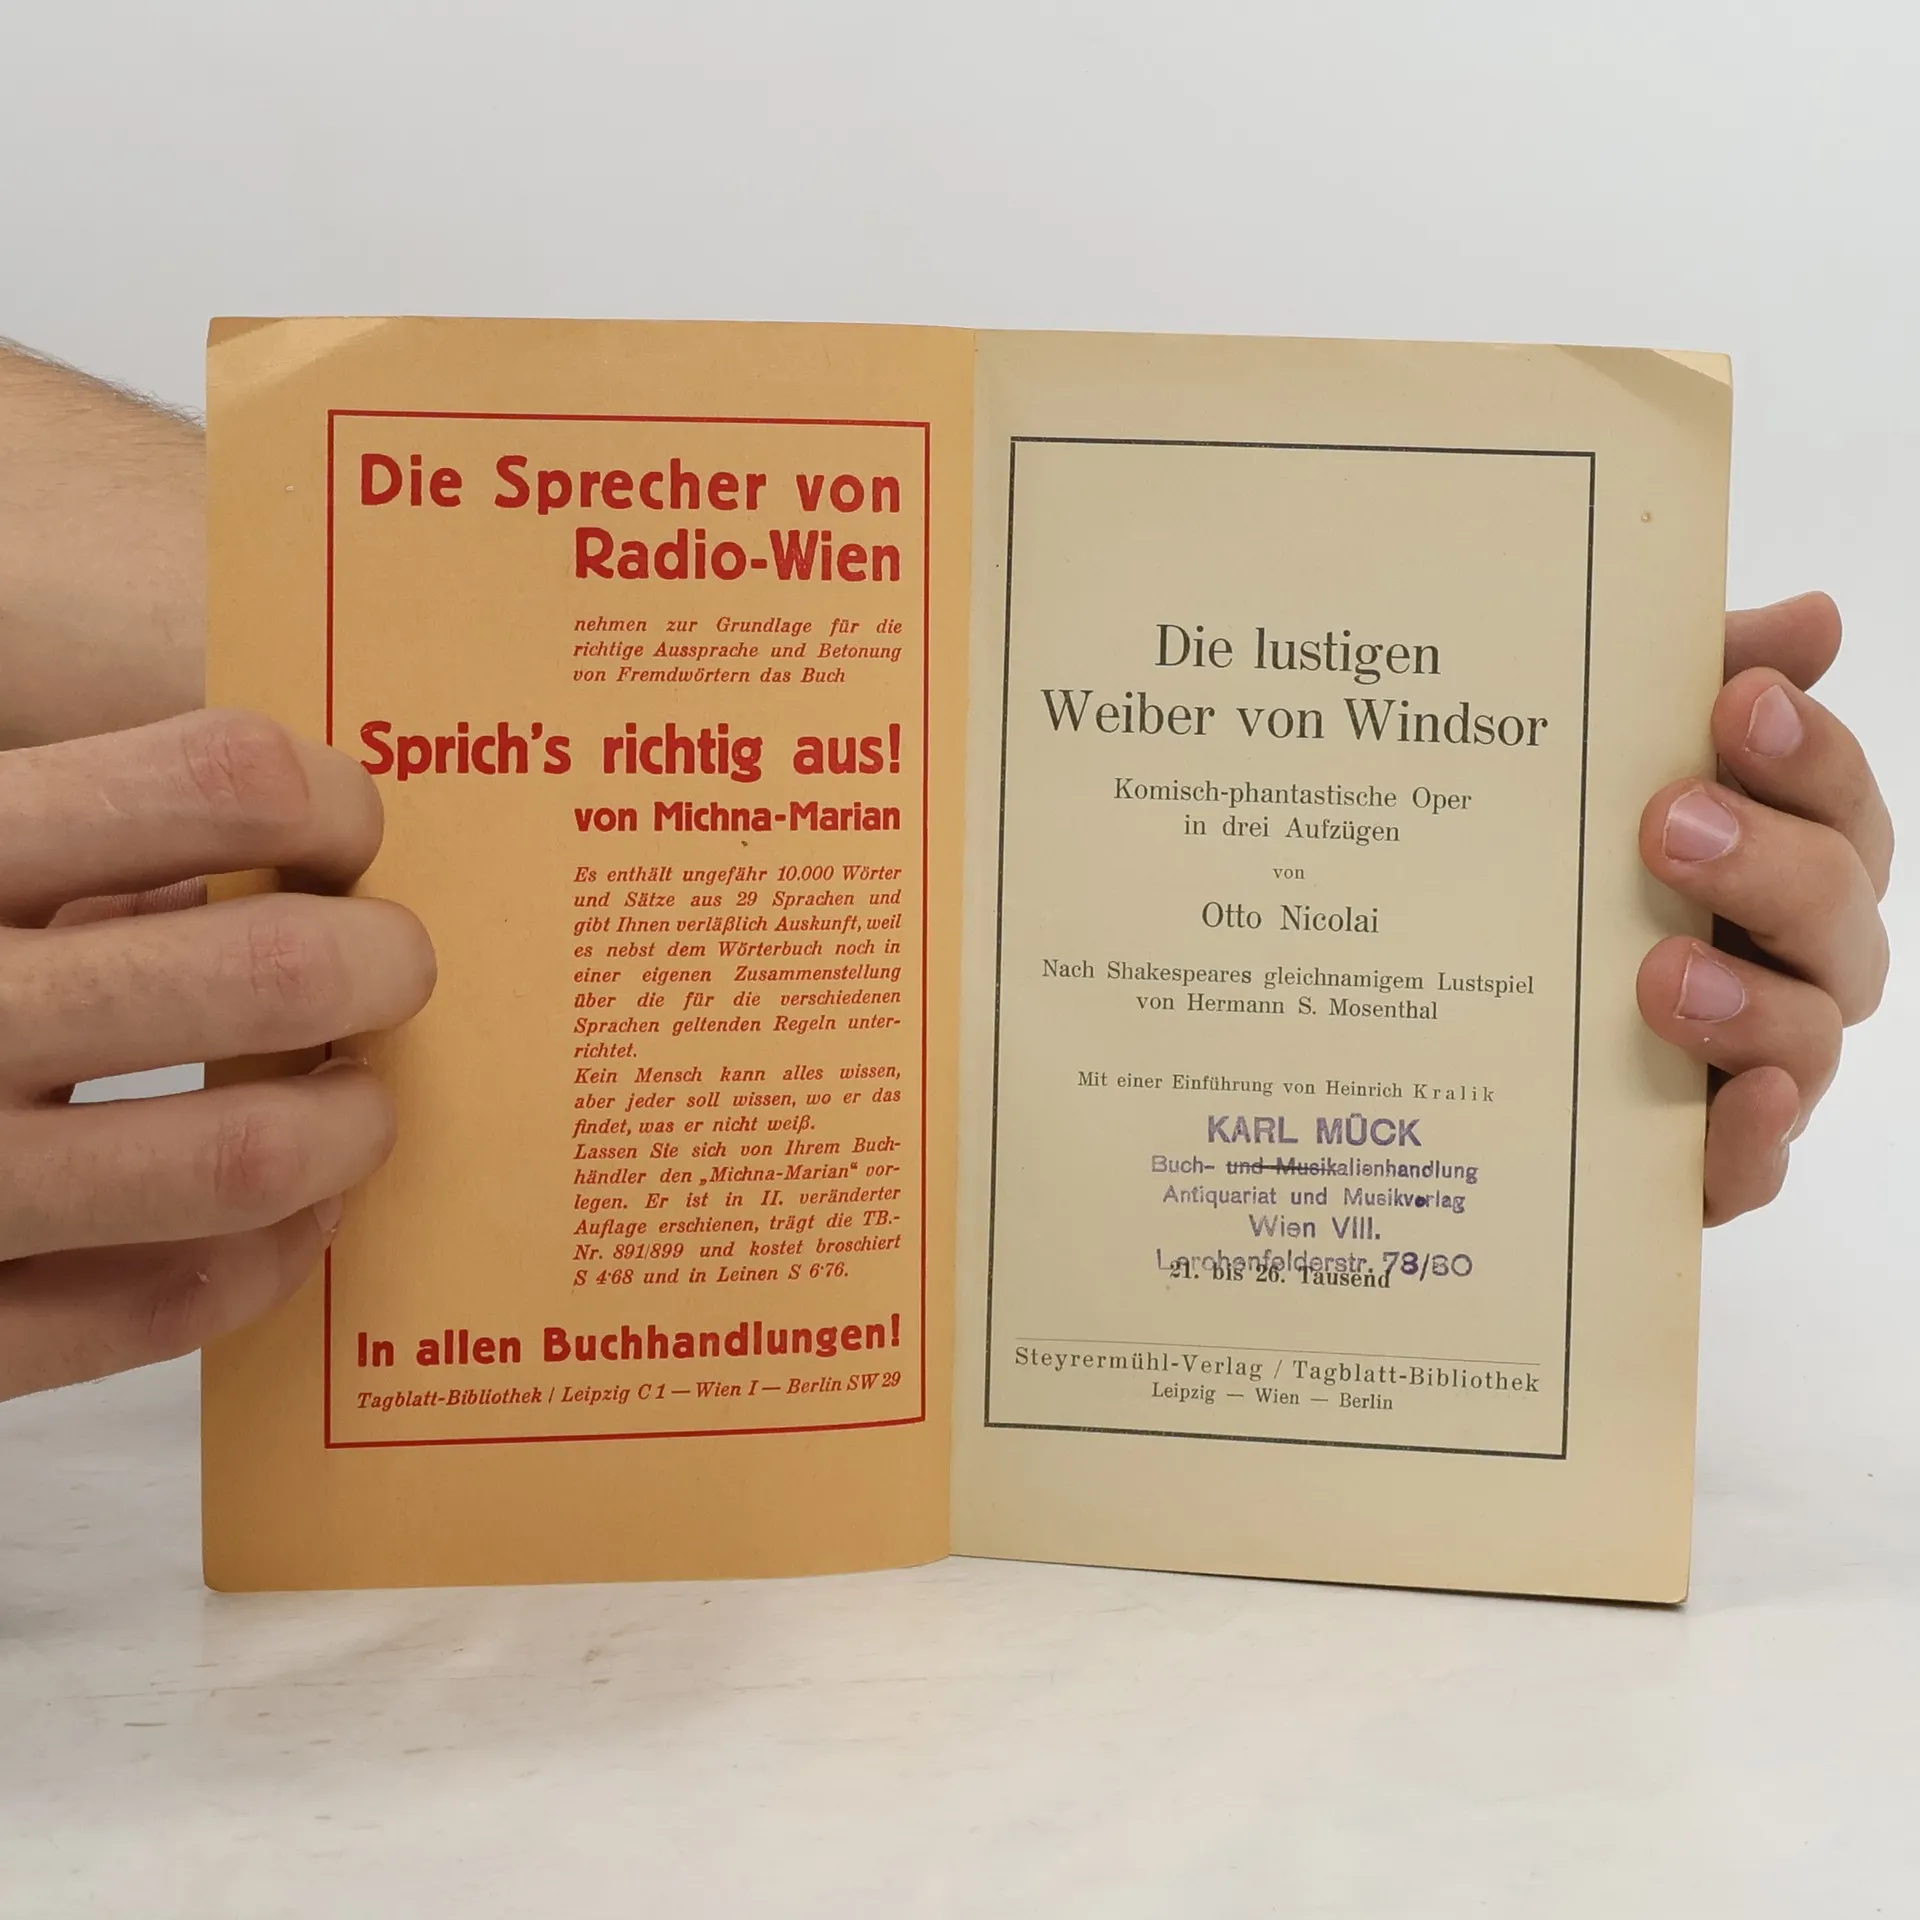 Die Sprecher von
Radio-Wien
nehmen zur Grundlage für die
richtige Aussprache und Betonung
von Fremdwörtern das Buch
Sprich's richtig aus!
von Michna-Marian
Es enthält ungefähr 10.000 Wörter
und Sätze aus 29 Sprachen und
gibt Ihnen verläßlich Auskunft, weil
es nebst dem Wörterbuch noch in
einer eigenen Zusammenstellung
über die für die verschiedenen
Sprachen geltenden Regeln unter-
richtet.
Kein Mensch kann alles wissen,
aber jeder soll wissen, wo er das
findet, was er nicht weiß.
Lassen Sie sich von Ihrem Buch-
händler den „Michna-Marian“ vor-
legen. Er ist in II. veränderter
Auflage erschienen, trägt die TB.-
Nr. 891/899 und kostet broschiert
S 4·68 und in Leinen S 6·76.
In allen Buchhandlungen!
Tagblatt-Bibliothek / Leipzig C 1 — Wien I — Berlin SW 29
Die lustigen
Weiber von Windsor
Komisch-phantastische Oper
in drei Aufzügen
von
Otto Nicolai
Nach Shakespeares gleichnamigem Lustspiel
von Hermann S. Mosenthal
Mit einer Einführung von Heinrich Kralik
KARL MÜCK
Buch- und Musikalienhandlung
Antiquariat und Musikverlag
Wien VIII.
Lerchenfelderstr. 78/80
21. bis 26. Tausend
Steyrermühl-Verlag / Tagblatt-Bibliothek
Leipzig — Wien — Berlin